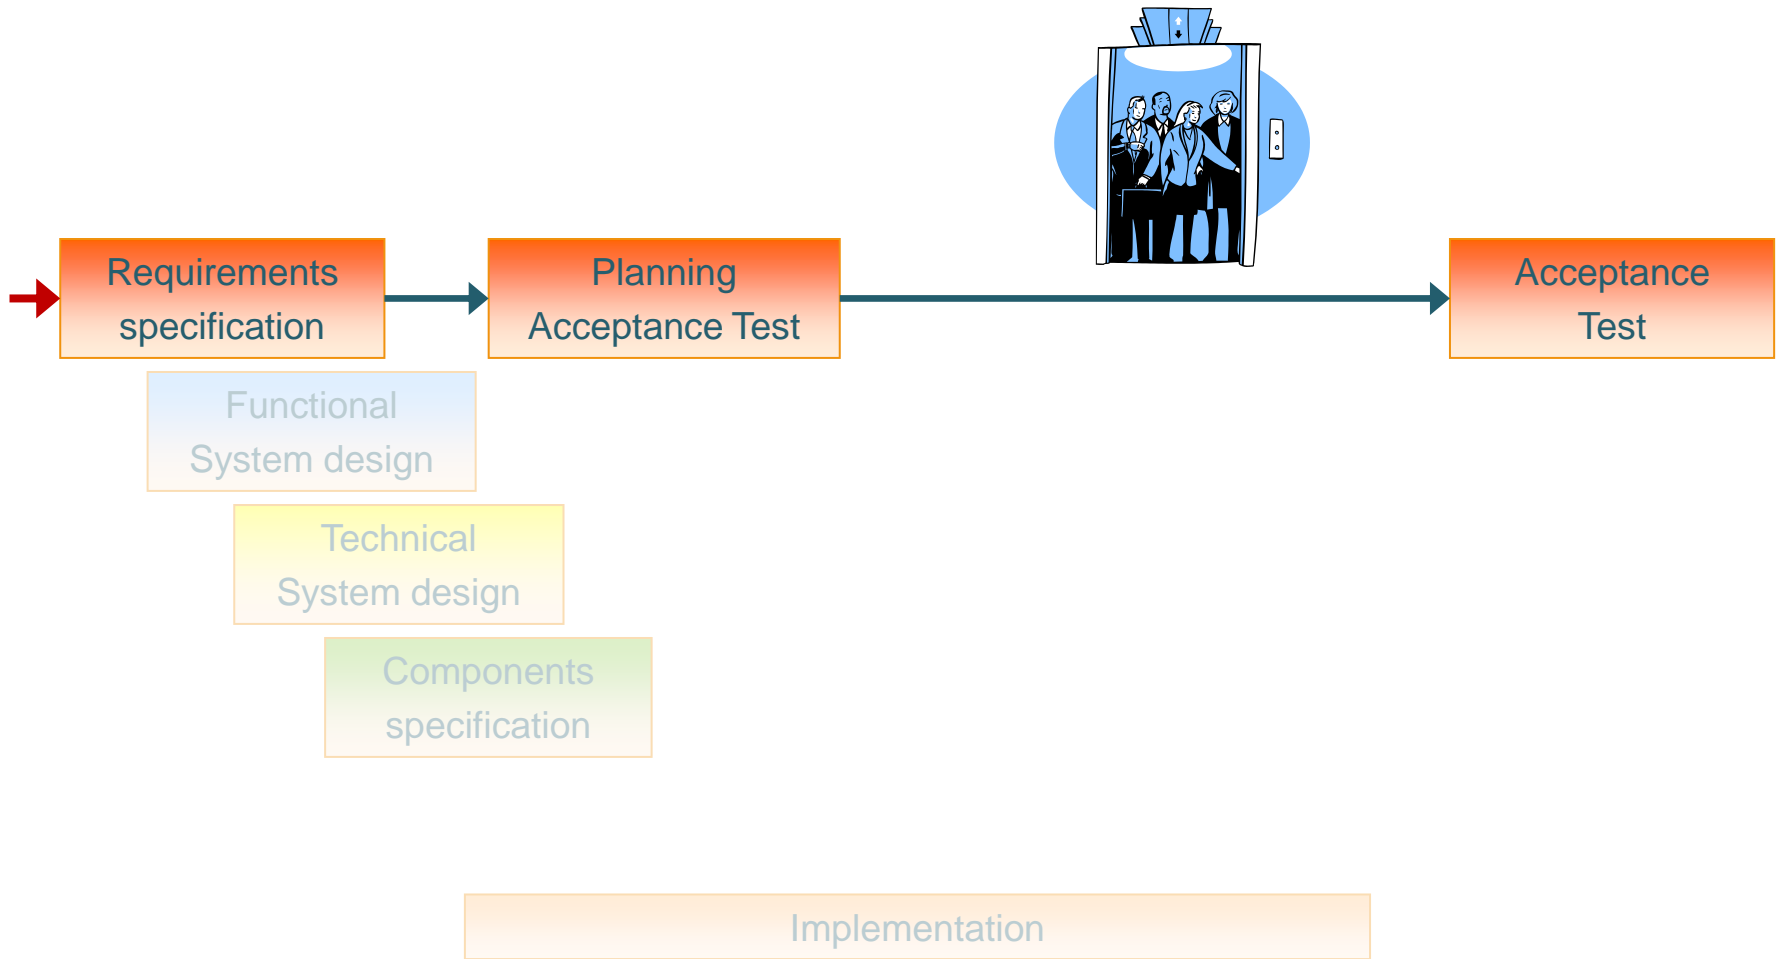 Requirements
specification
Planning
Acceptance Test
Acceptance
Test
Functional
System design
Technical
System design
Components
specification
Implementation